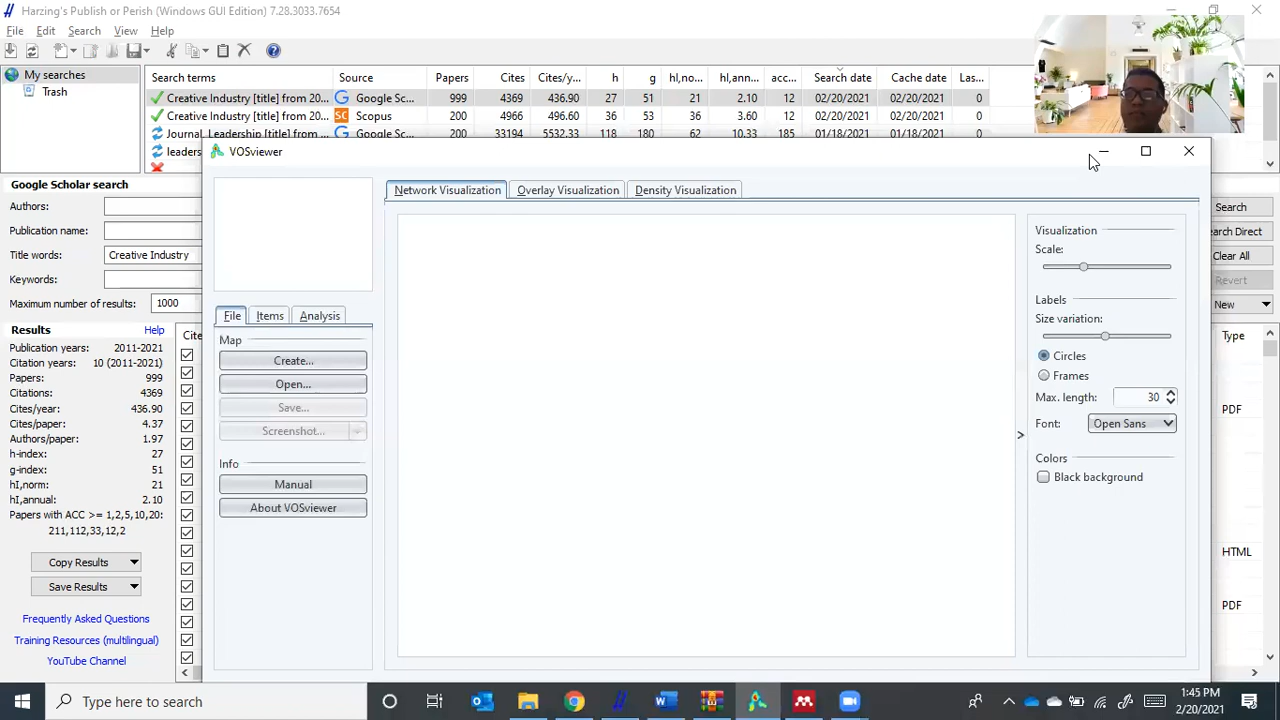 Harzing's Publish or Perish (Windows GUI Edition) 7.28.3033.7654
File Edit Search View Help
My searches
Trash
Search terms Source Papers Cites Cites/y... h g hI,no... hI,ann... acc... Search date Cache date Las...
Creative Industry [title] from 20... Google Sc... 999 4369 436.90 27 51 21 2.10 12 02/20/2021 02/20/2021 0
Creative Industry [title] from 20... Scopus 200 4966 496.60 36 53 36 3.60 12 02/20/2021 02/20/2021 0
Journal, Leadership [title] from... Google Sc... 200 33194 5532.33 118 180 62 10.33 185 01/18/2021 01/18/2021 0
leaders
Google Scholar search
Authors:
Publication name:
Title words: Creative Industry
Keywords:
Maximum number of results: 1000
Search
earch Direct
Clear All
Revert
New
Results Help
Publication years: 2011-2021
Citation years: 10 (2011-2021)
Papers: 999
Citations: 4369
Cites/year: 436.90
Cites/paper: 4.37
Authors/paper: 1.97
h-index: 27
g-index: 51
hI,norm: 21
hI,annual: 2.10
Papers with ACC >= 1,2,5,10,20:
211,112,33,12,2
Copy Results
Save Results
Frequently Asked Questions
Training Resources (multilingual)
YouTube Channel
Cite
VOSviewer
Network Visualization Overlay Visualization Density Visualization
File Items Analysis
Map
Create...
Open...
Save...
Screenshot...
Info
Manual
About VOSviewer
Visualization
Scale:
Labels
Size variation:
Circles
Frames
Max. length: 30
Font: Open Sans
Colors
Black background
Type
PDF
HTML
PDF
Type here to search
1:45 PM
2/20/2021